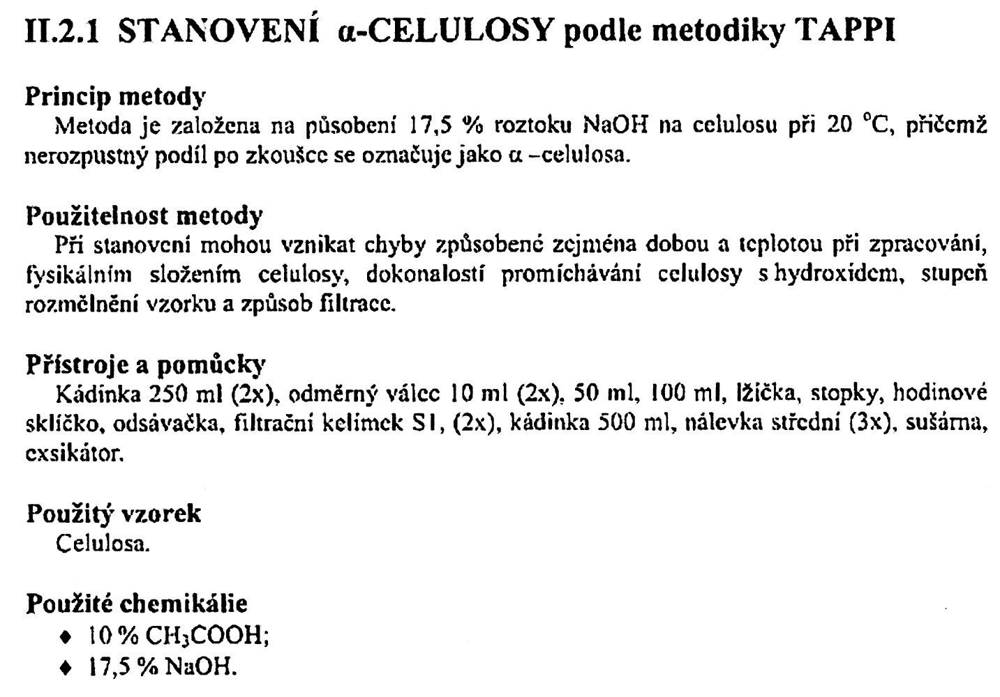 II.2.1 STANOVENÍ α-CELULOSY podle metodiky TAPPI
Princip metody
Metoda je založena na působení 17,5 % roztoku NaOH na celulosu při 20 °C, přičemž
nerozpustný podíl po zkoušce se označuje jako α –celulosa.
Použitelnost metody
Při stanovení mohou vznikat chyby způsobené zejména dobou a teplotou při zpracování,
fysikálním složením celulosy, dokonalostí promíchávání celulosy s hydroxidem, stupeň
rozmělnění vzorku a způsob filtrace.
Přístroje a pomůcky
Kádinka 250 ml (2x), odměrný válec 10 ml (2x), 50 ml, 100 ml, lžička, stopky, hodinové
sklíčko, odsávačka, filtrační kelímek S1, (2x), kádinka 500 ml, nálevka střední (3x), sušárna,
exsikátor.
Použitý vzorek
Celulosa.
Použité chemikálie
♦ 10 % CH₃COOH;
♦ 17,5 % NaOH.